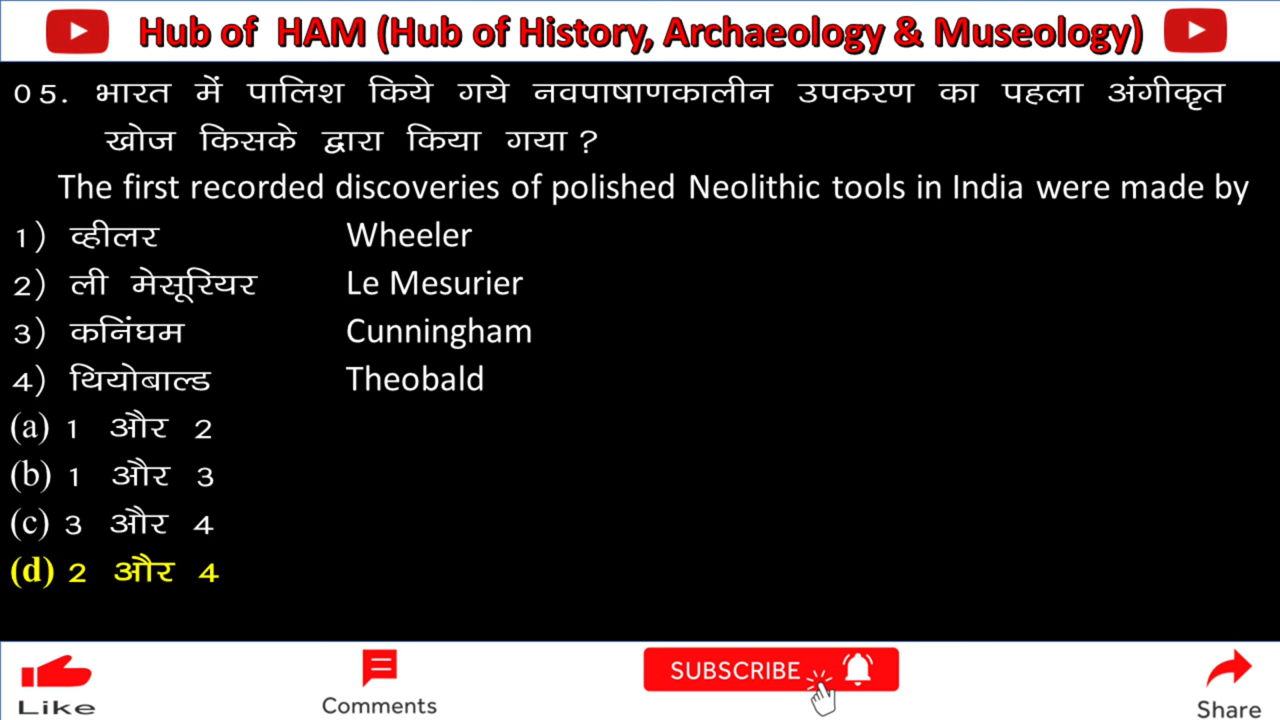 Hub of HAM (Hub of History, Archaeology & Museology)
05. भारत में पालिश किये गये नवपाषाणकालीन उपकरण का पहला अंगीकृत
खोज किसके द्वारा किया गया ?
The first recorded discoveries of polished Neolithic tools in India were made by
1) व्हीलर Wheeler
2) ली मेसूरियर Le Mesurier
3) कनिंघम Cunningham
4) थियोबाल्ड Theobald
(a) 1 और 2
(b) 1 और 3
(c) 3 और 4
(d) 2 और 4
SUBSCRIBE
Like Comments Share